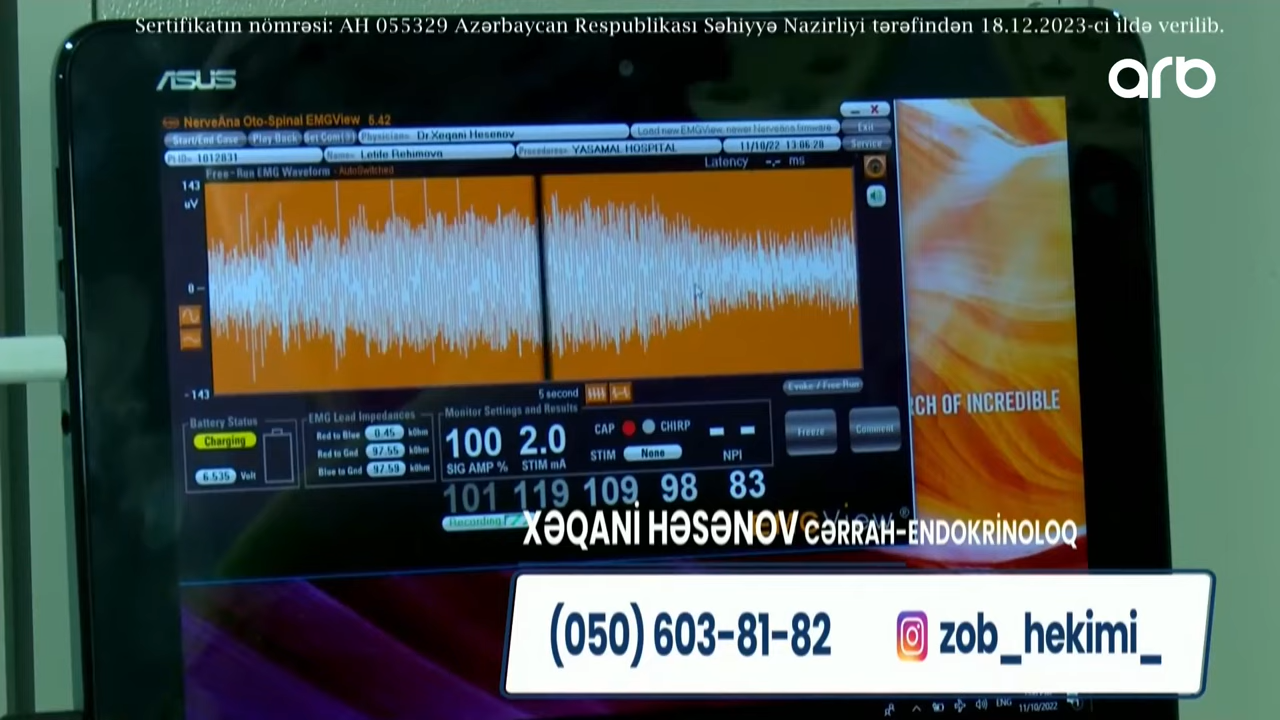 Sertifikatın nömrəsi: AH 055329 Azərbaycan Respublikası Səhiyyə Nazirliyi tərəfindən 18.12.2023-ci ildə verilib.
arb
ASUS
NerveÄna Oto-Spinal EMGView 5.42
Start/End Case Play Back Set Com Physician= Dr.Xeqani Hesenov Load new EMGView, newer Nerveana firmware Exit
Pt ID= 1012831 Name= Letife Rehimova Procedure= YASAMAL HOSPITAL 11/10/22 13:06:28 Service
Free-Run EMG Waveform - AutoSwitched Latency -.- ms
143
uV
0
-143
5 second
Evoke / Free-Run
RCH OF INCREDIBLE
Battery Status
Charging
6.535 Volt
EMG Lead Impedances
Red to Blue 0.45 kOhm
Red to Gnd 97.55 kOhm
Blue to Gnd 97.59 kOhm
Monitor Settings and Results
100 2.0 CAP CHIRP - -
SIG AMP % STIM mA STIM None NPI
Freeze
Comment
101 119 109 98 83
Recording
XƏQANİ HƏSƏNOV CƏRRAH-ENDOKRİNOLOQ
(050) 603-81-82
zob_hekimi_
ENG
11/10/2022